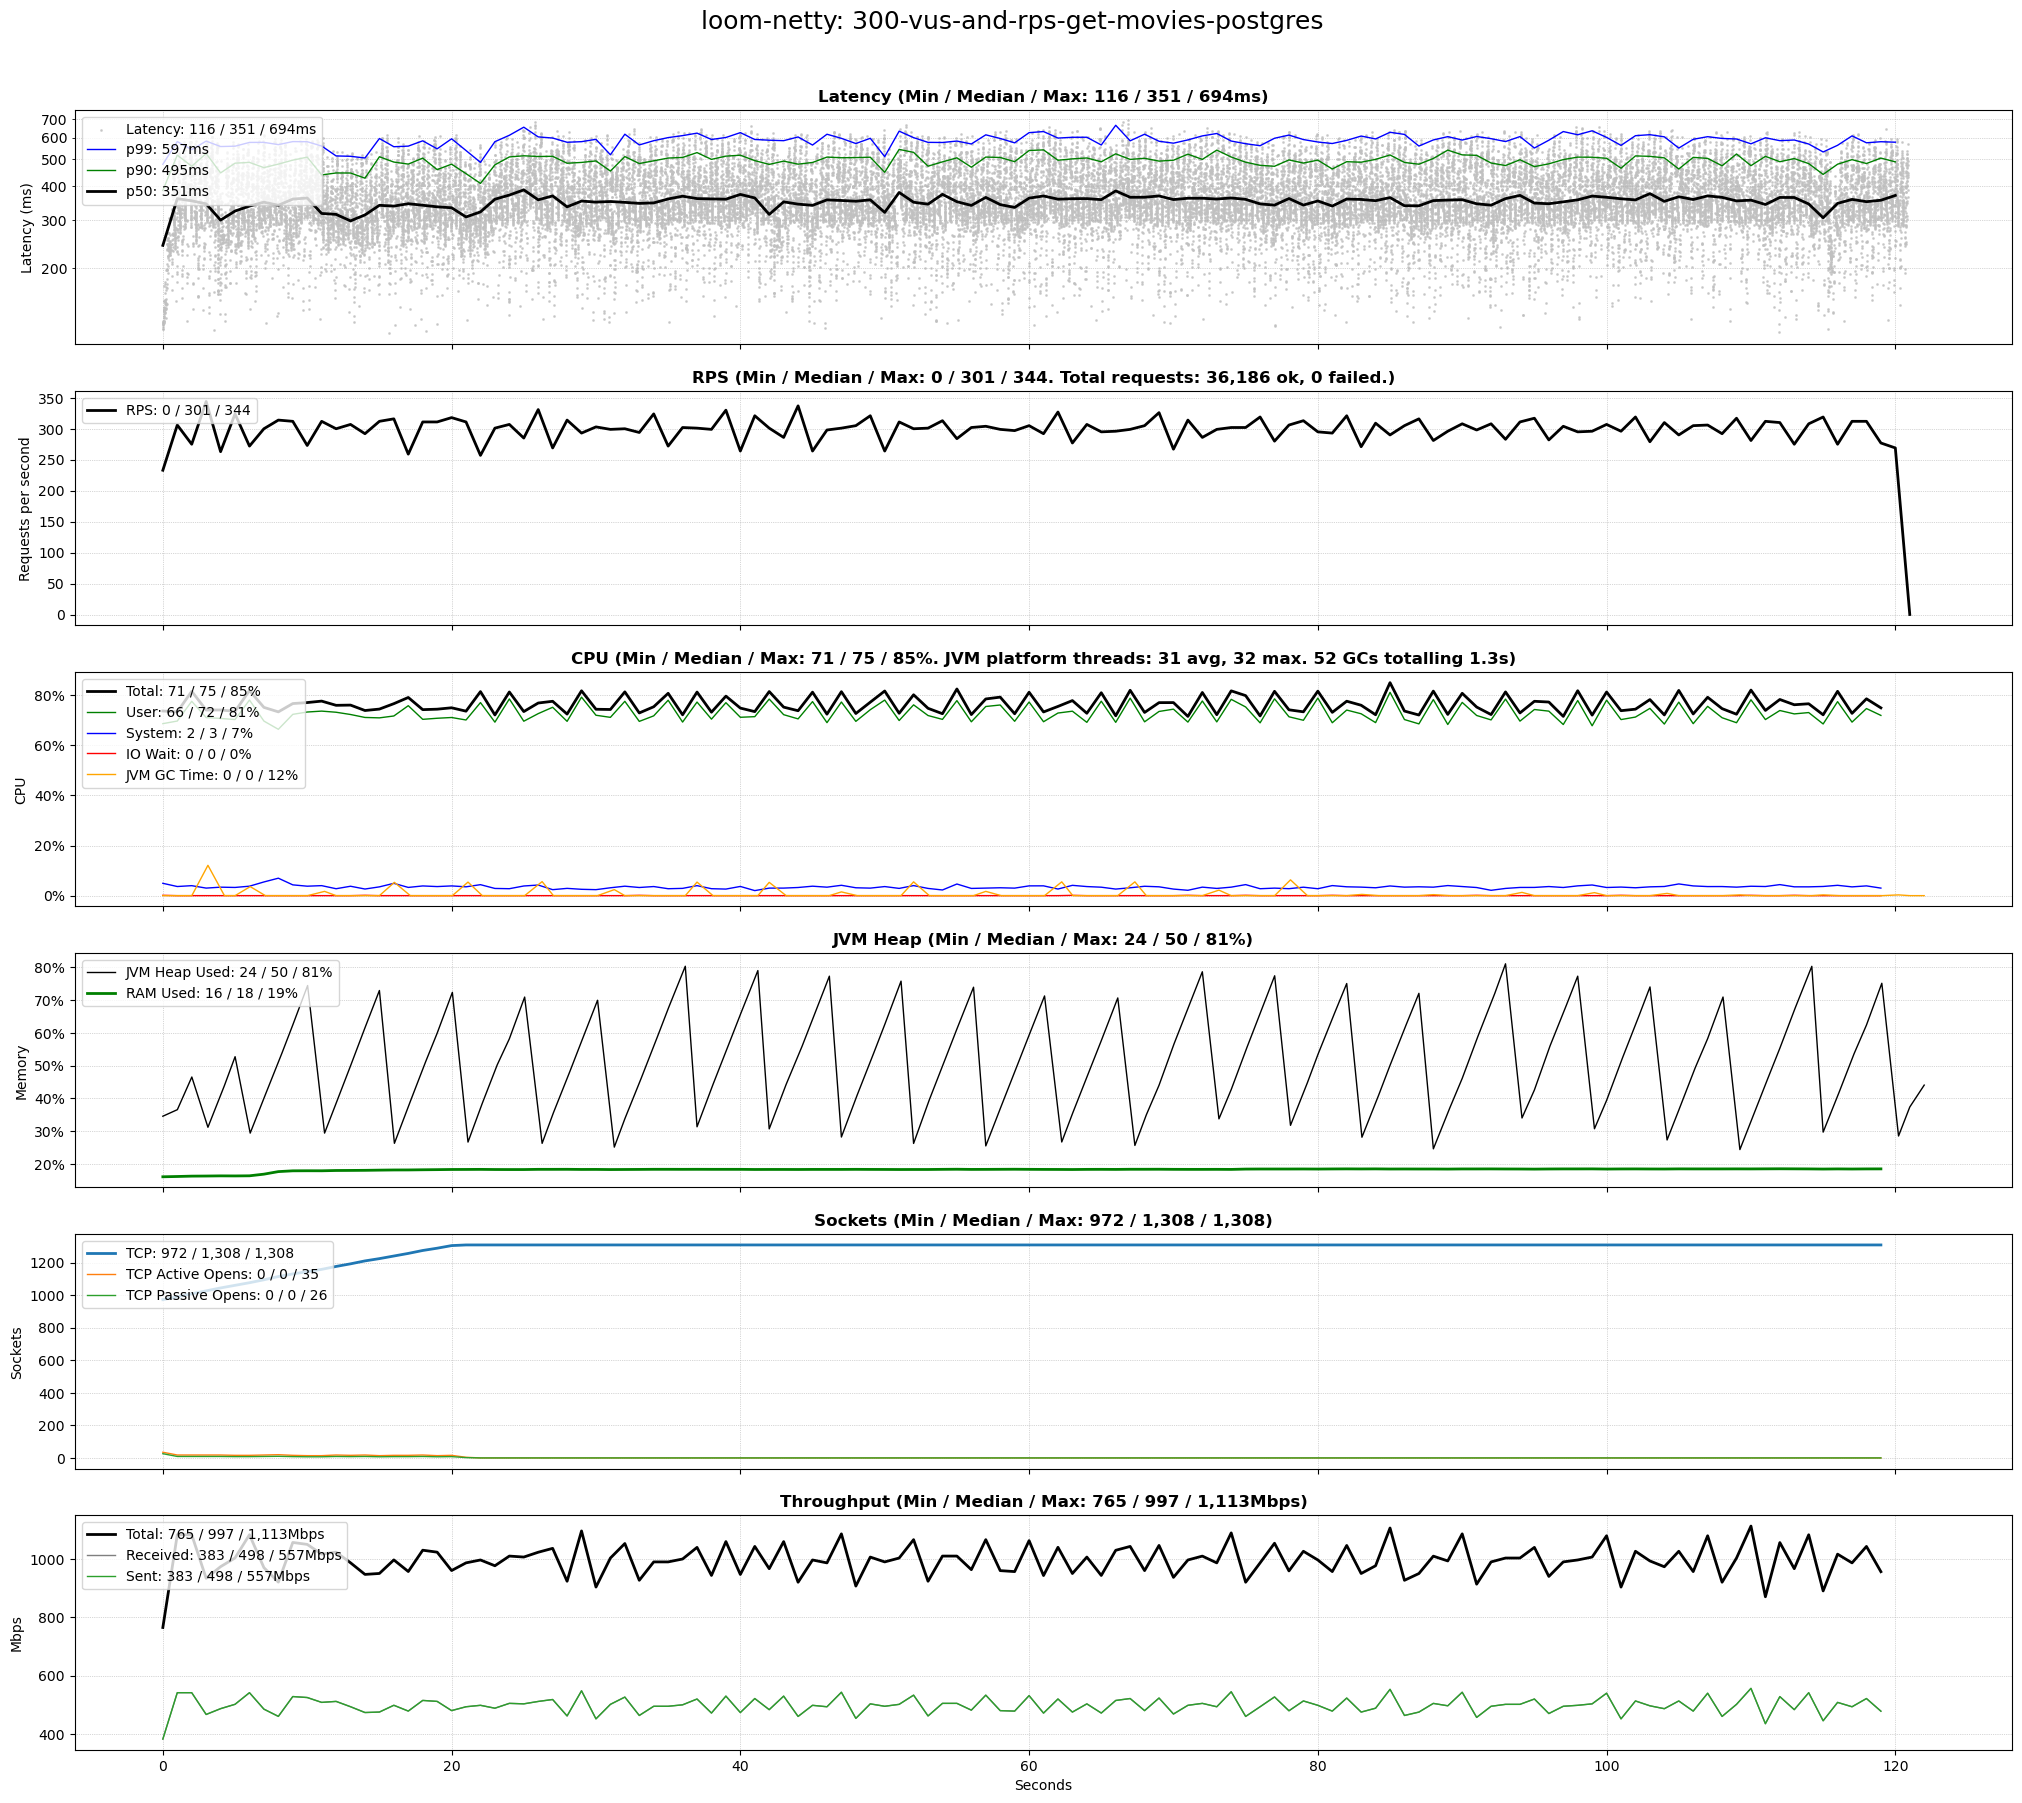 loom-netty: 300-vus-and-rps-get-movies-postgres
Latency (Min / Median / Max: 116 / 351 / 694ms)
Latency (ms)
700
600
500
400
300
200
Latency: 116 / 351 / 694ms
p99: 597ms
p90: 495ms
p50: 351ms
RPS (Min / Median / Max: 0 / 301 / 344. Total requests: 36,186 ok, 0 failed.)
Requests per second
350
300
250
200
150
100
50
0
RPS: 0 / 301 / 344
CPU (Min / Median / Max: 71 / 75 / 85%. JVM platform threads: 31 avg, 32 max. 52 GCs totalling 1.3s)
CPU
80%
60%
40%
20%
0%
Total: 71 / 75 / 85%
User: 66 / 72 / 81%
System: 2 / 3 / 7%
IO Wait: 0 / 0 / 0%
JVM GC Time: 0 / 0 / 12%
JVM Heap (Min / Median / Max: 24 / 50 / 81%)
Memory
80%
70%
60%
50%
40%
30%
20%
JVM Heap Used: 24 / 50 / 81%
RAM Used: 16 / 18 / 19%
Sockets (Min / Median / Max: 972 / 1,308 / 1,308)
Sockets
1200
1000
800
600
400
200
0
TCP: 972 / 1,308 / 1,308
TCP Active Opens: 0 / 0 / 35
TCP Passive Opens: 0 / 0 / 26
Throughput (Min / Median / Max: 765 / 997 / 1,113Mbps)
Mbps
1000
800
600
400
Total: 765 / 997 / 1,113Mbps
Received: 383 / 498 / 557Mbps
Sent: 383 / 498 / 557Mbps
0 20 40 60 80 100 120
Seconds